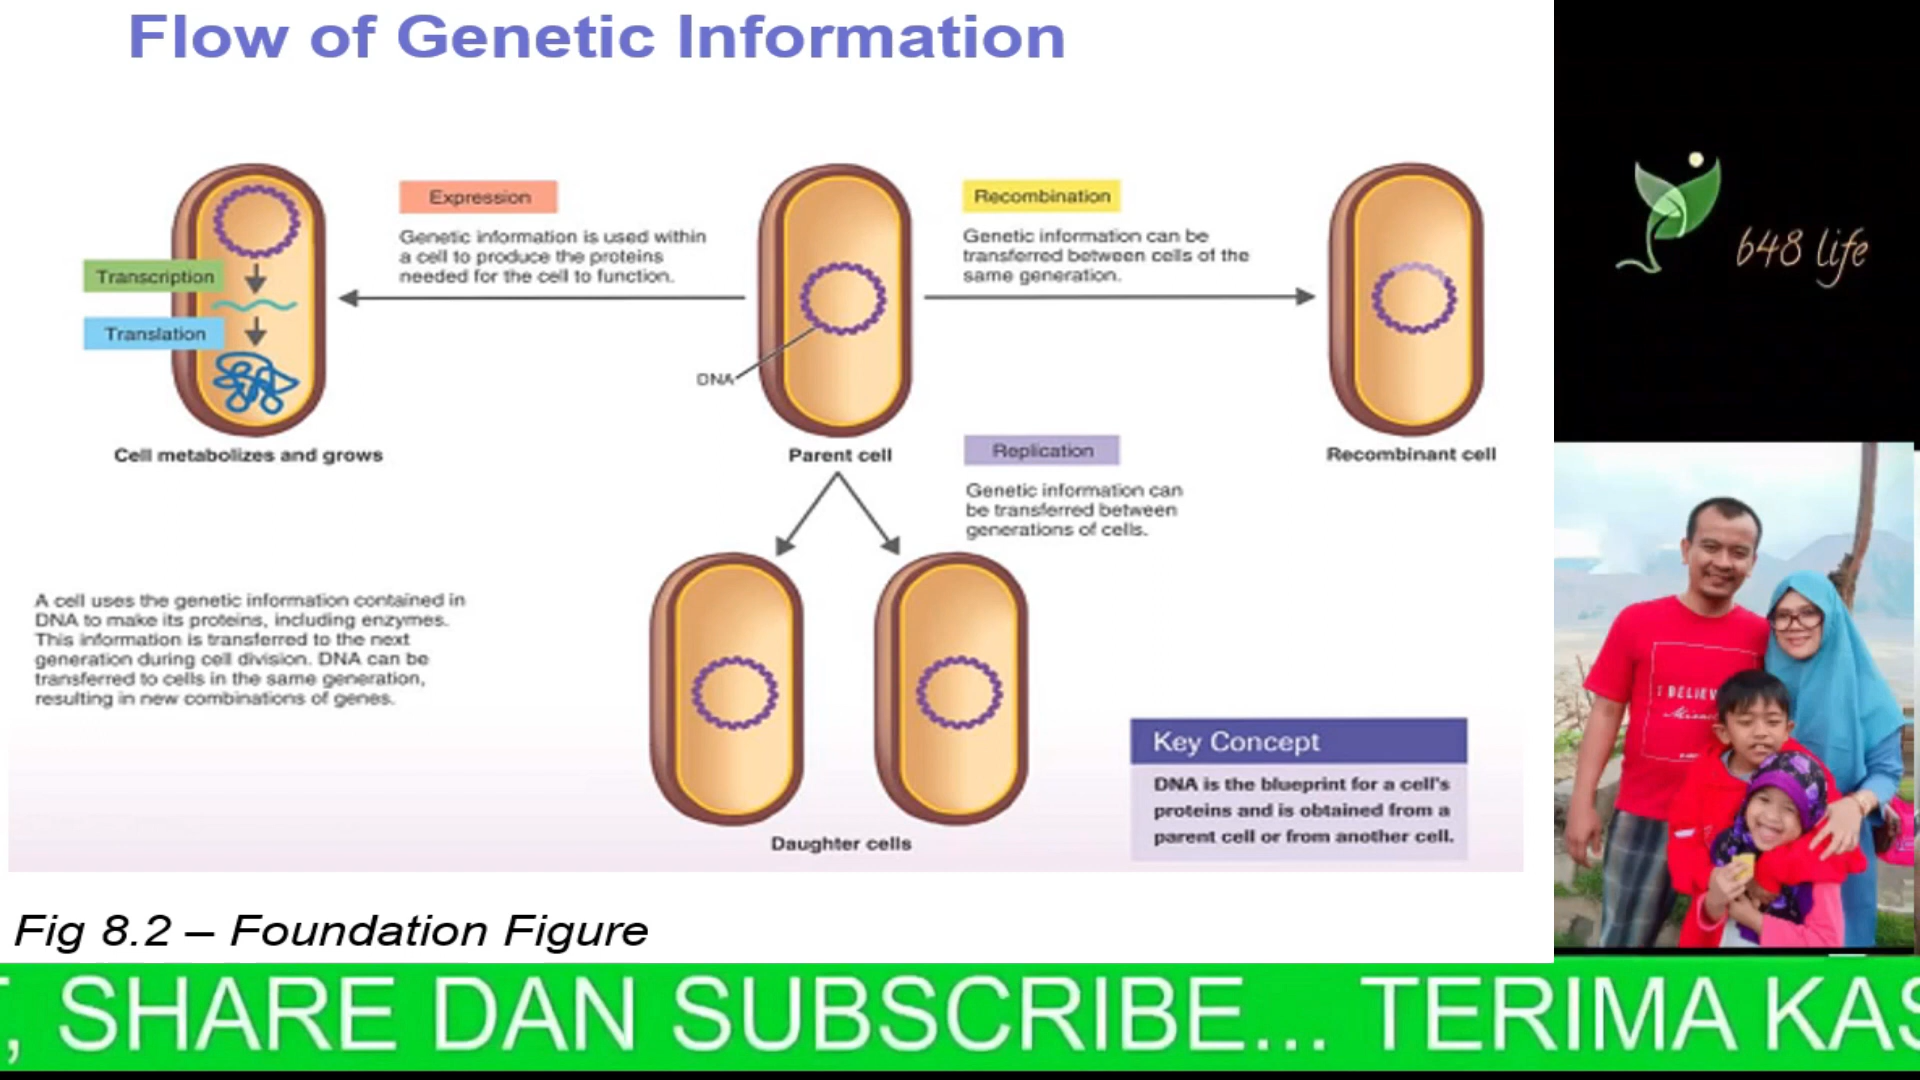 Flow of Genetic Information
Expression
Genetic information is used within
a cell to produce the proteins
needed for the cell to function.
Recombination
Genetic information can be
transferred between cells of the
same generation.
Transcription
Translation
DNA
Cell metabolizes and grows
Parent cell
Recombinant cell
Replication
Genetic information can
be transferred between
generations of cells.
A cell uses the genetic information contained in
DNA to make its proteins, including enzymes.
This information is transferred to the next
generation during cell division. DNA can be
transferred to cells in the same generation,
resulting in new combinations of genes.
Daughter cells
Key Concept
DNA is the blueprint for a cell's
proteins and is obtained from a
parent cell or from another cell.
Fig 8.2 – Foundation Figure
648 life
I BELIEV
, SHARE DAN SUBSCRIBE... TERIMA KAS